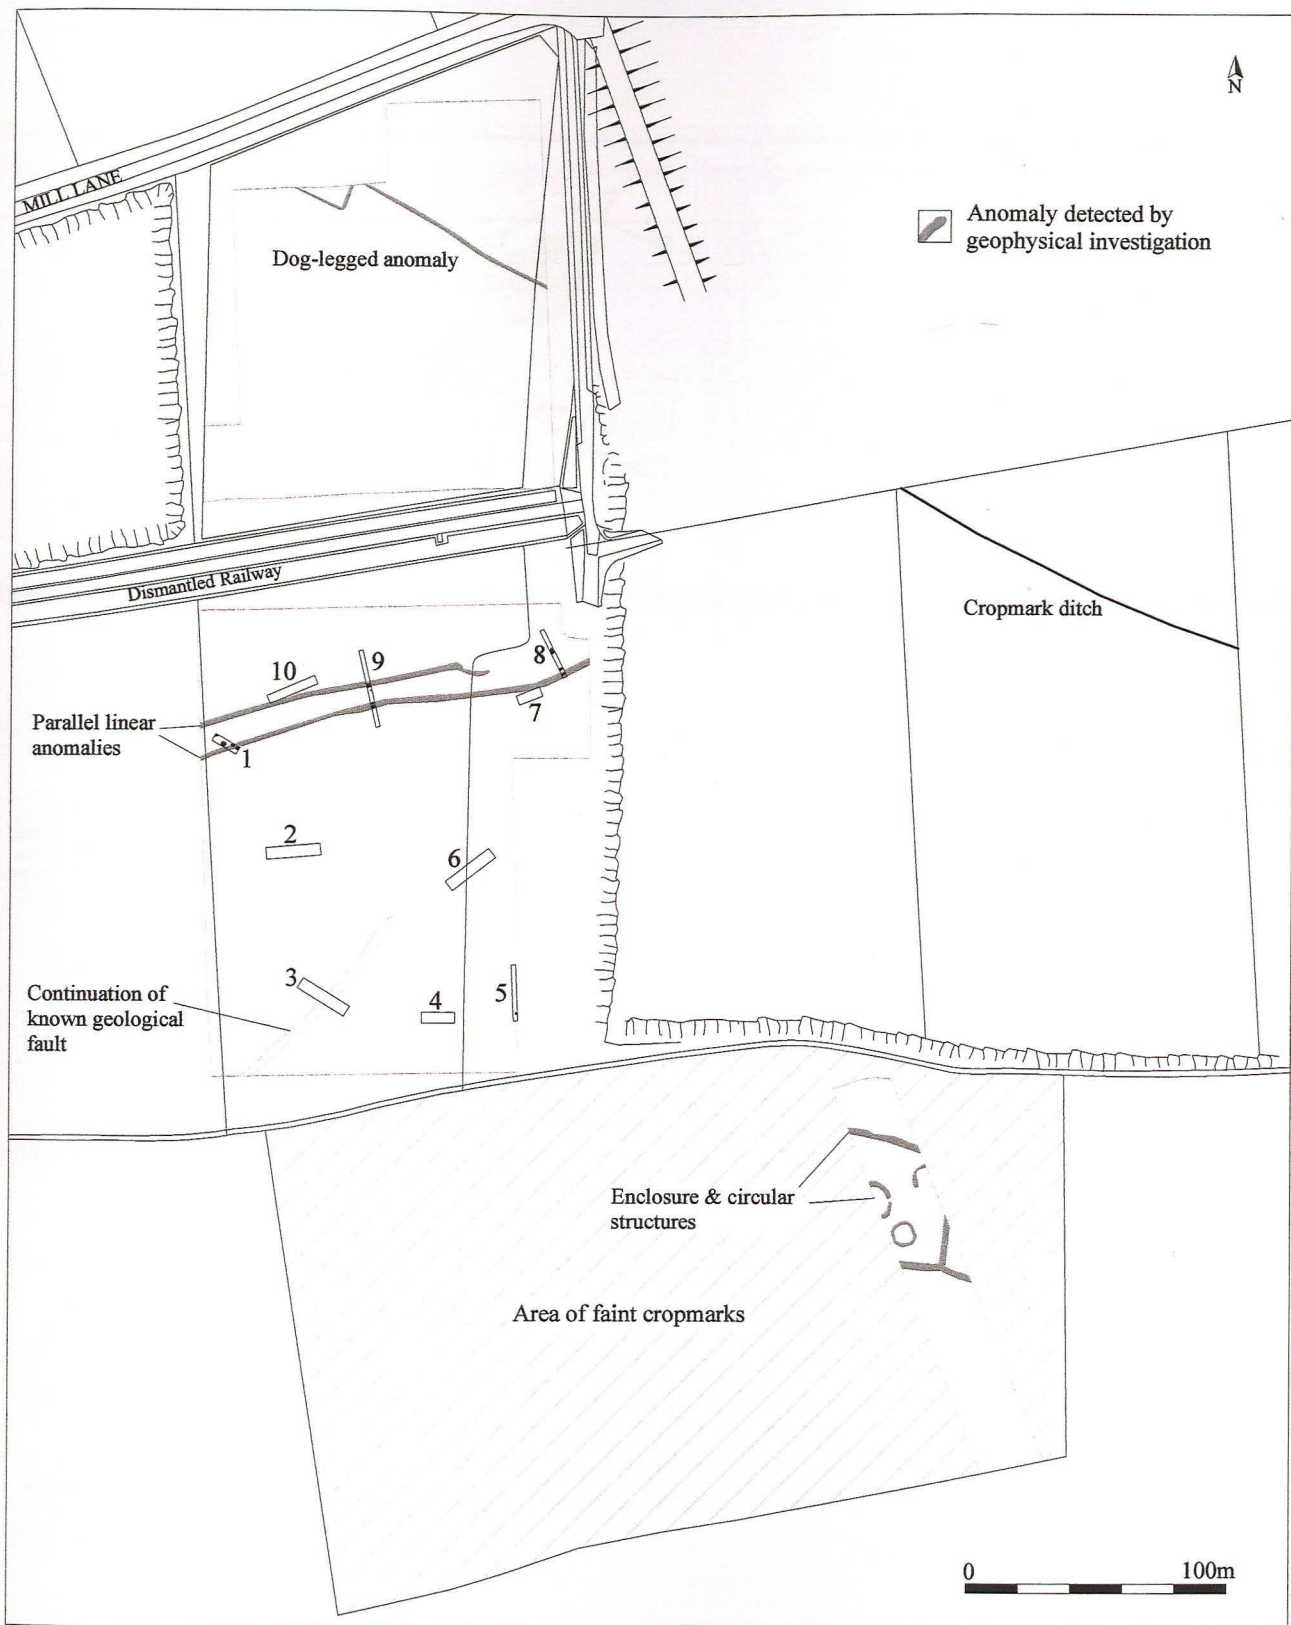 N
MILL LANE
Anomaly detected by
geophysical investigation
Dog-legged anomaly
Dismantled Railway
Cropmark ditch
10
9
8
7
Parallel linear
anomalies
1
2
6
3
4
5
Continuation of
known geological
fault
Enclosure & circular
structures
Area of faint cropmarks
0
100m